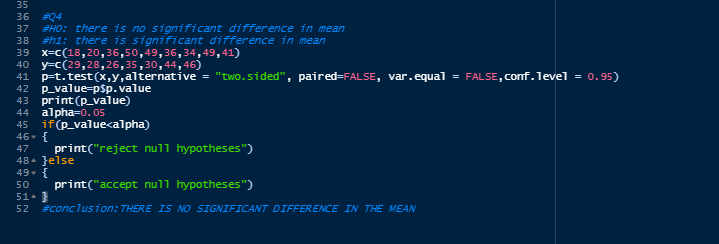 35
36 #Q4
37 #H0: there is no significant difference in mean
38 #h1: there is significant difference in mean
39 x=c(18,20,36,50,49,36,34,49,41)
40 y=c(29,28,26,35,30,44,46)
41 p=t.test(x,y,alternative = "two.sided", paired=FALSE, var.equal = FALSE,conf.level = 0.95)
42 p_value=p$p.value
43 print(p_value)
44 alpha=0.05
45 if(p_value<alpha)
46 {
47 print("reject null hypotheses")
48 }else
49 {
50 print("accept null hypotheses")
51 }
52 #conclusion:THERE IS NO SIGNIFICANT DIFFERENCE IN THE MEAN